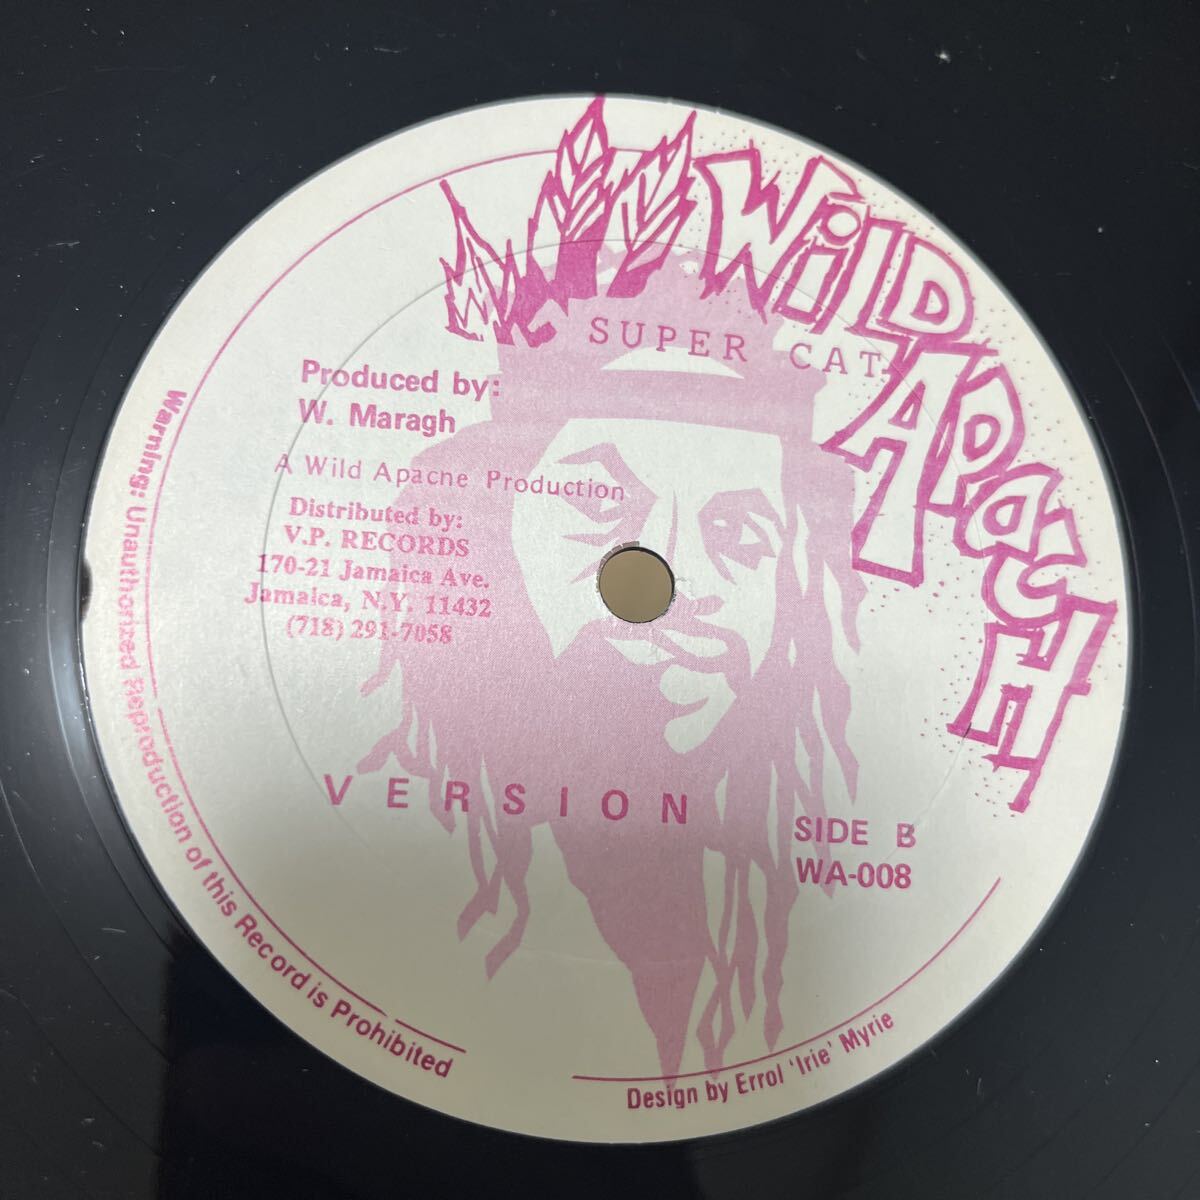 WiLD APaCH
SUPER CAT
Produced by:
W. Maragh
A Wild Apache Production
Distributed by:
V.P. RECORDS
170-21 Jamaica Ave.
Jamaica, N.Y. 11432
(718) 291-7058
VERSION
SIDE B
WA-008
Warning: Unauthorized Reproduction of this Record is Prohibited
Design by Errol 'Irie' Myrie